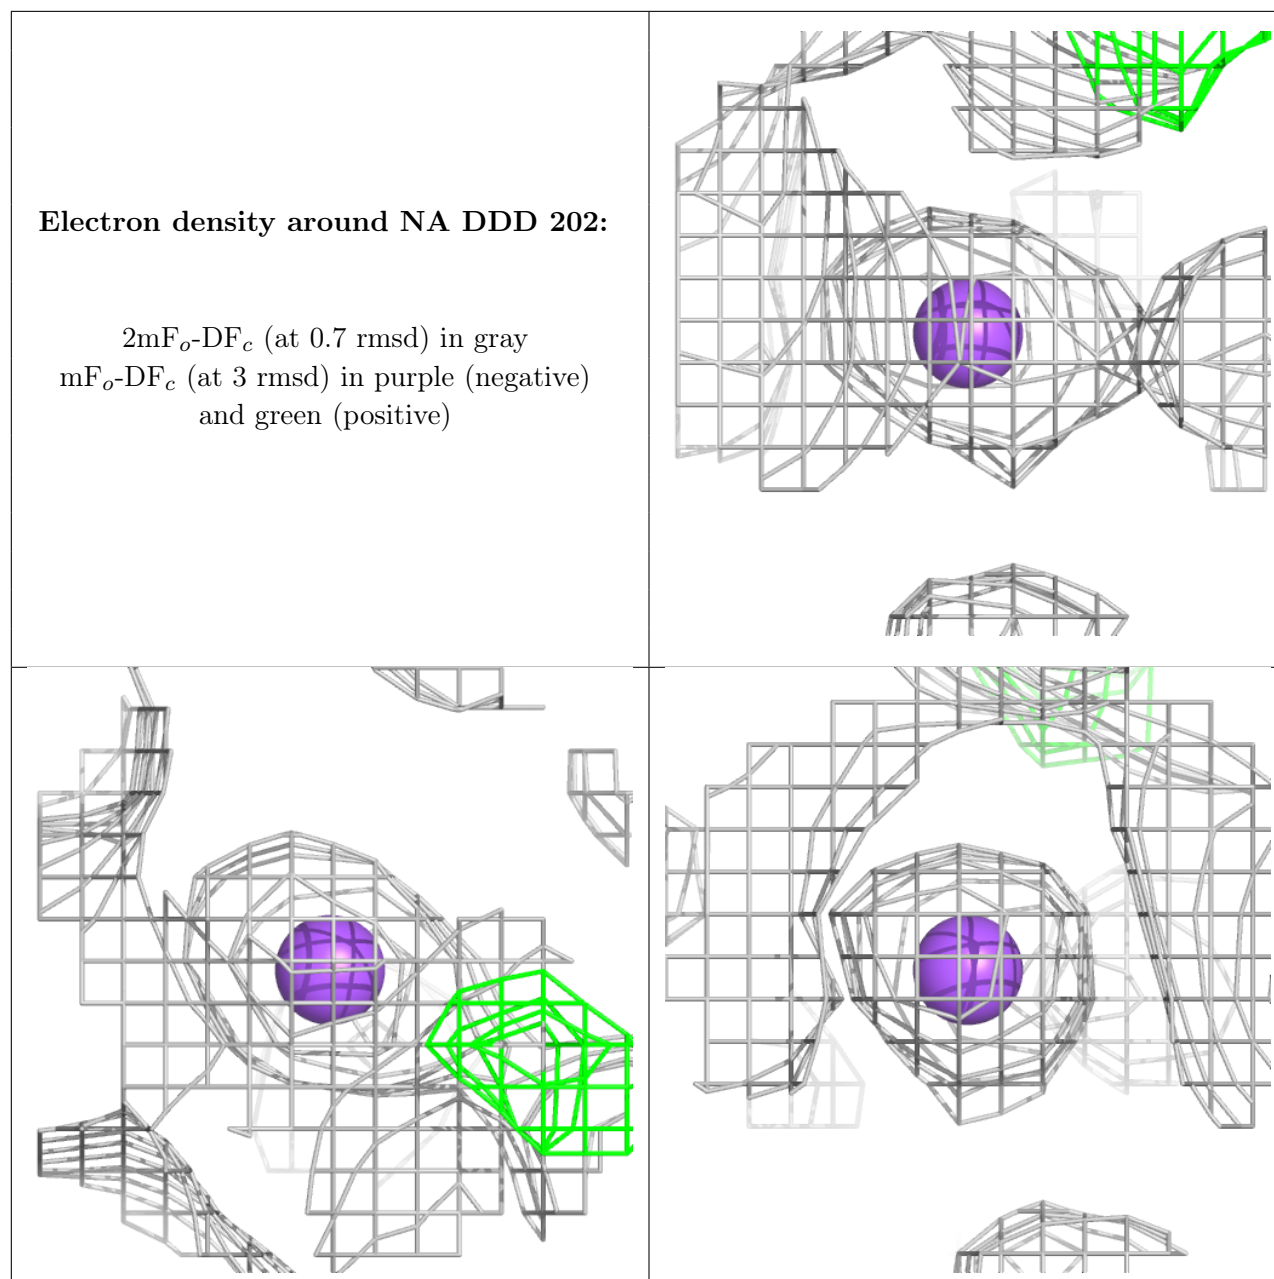 Electron density around NA DDD 202:
2mFo-DFc (at 0.7 rmsd) in gray
mFo-DFc (at 3 rmsd) in purple (negative)
and green (positive)